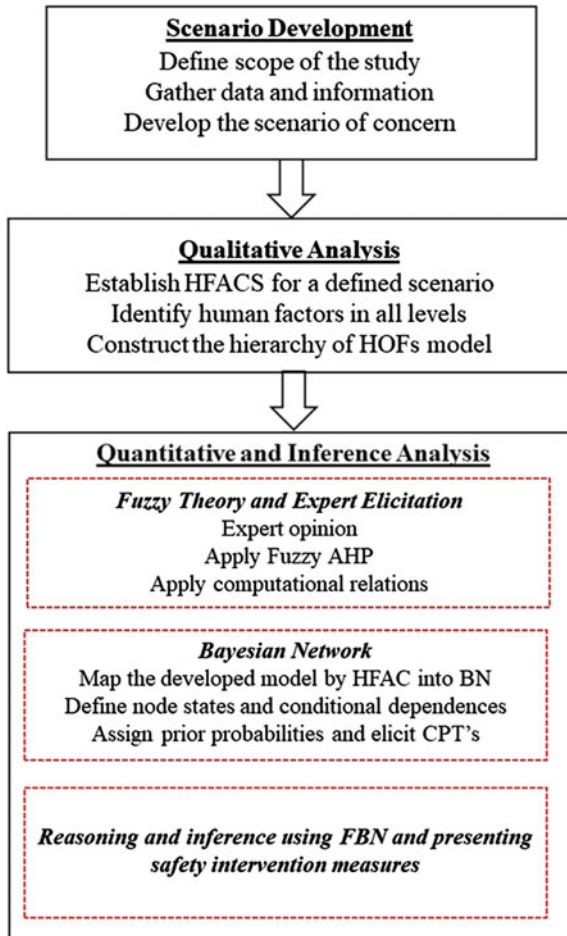 Scenario Development
Define scope of the study
Gather data and information
Develop the scenario of concern
Qualitative Analysis
Establish HFACS for a defined scenario
Identify human factors in all levels
Construct the hierarchy of HOFs model
Quantitative and Inference Analysis
Fuzzy Theory and Expert Elicitation
Expert opinion
Apply Fuzzy AHP
Apply computational relations
Bayesian Network
Map the developed model by HFAC into BN
Define node states and conditional dependences
Assign prior probabilities and elicit CPT's
Reasoning and inference using FBN and presenting
safety intervention measures